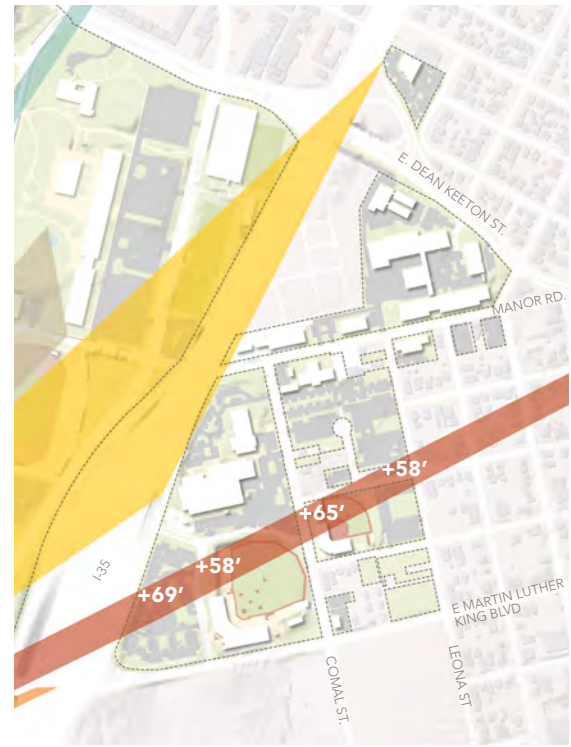 E. DEAN KEETON ST.
MANOR RD.
+58’
+65’
+58’
+69’
I-35
E MARTIN LUTHER
KING BLVD
COMAL ST.
LEONA ST